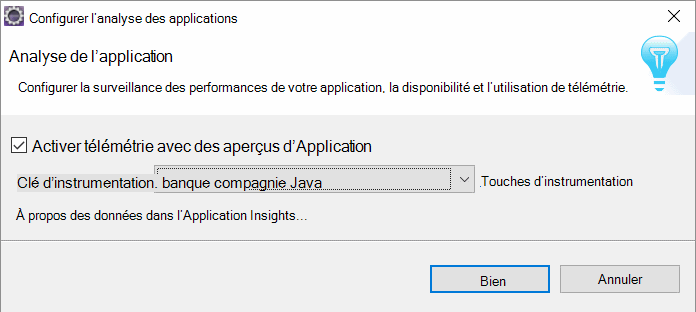 Configurer l'analyse des applications
Analyse de l'application
Configurer la surveillance des performances de votre application, la disponibilité et l'utilisation de télémétrie.
Activer télémétrie avec des aperçus d'Application
Clé d'instrumentation. banque compagnie Java Touches d'instrumentation
À propos des données dans l'Application Insights...
Bien Annuler